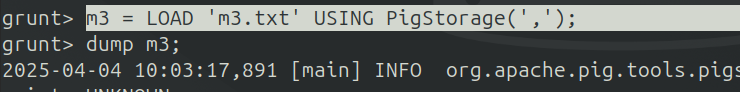 grunt> m3 = LOAD 'm3.txt' USING PigStorage(',');
grunt> dump m3;
2025-04-04 10:03:17,891 [main] INFO  org.apache.pig.tools.pigs